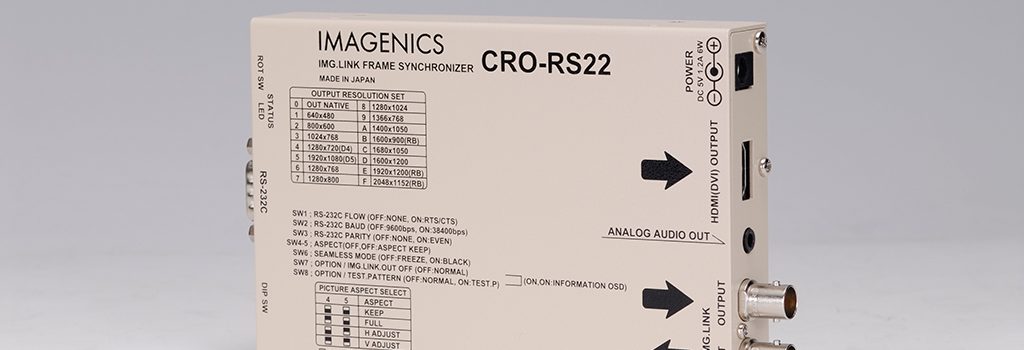 IMAGENICS
IMG.LINK FRAME SYNCHRONIZER CRO-RS22
MADE IN JAPAN
OUTPUT RESOLUTION SET
0 OUT NATIVE 8 1280x1024
1 640x480 9 1366x768
2 800x600 A 1400x1050
3 1024x768 B 1600x900(RB)
4 1280x720(D4) C 1680x1050
5 1920x1080(D5) D 1600x1200
6 1280x768 E 1920x1200(RB)
7 1280x800 F 2048x1152(RB)
SW1 ; RS-232C FLOW (OFF:NONE, ON:RTS/CTS)
SW2 ; RS-232C BAUD (OFF:9600bps, ON:38400bps)
SW3 ; RS-232C PARITY (OFF:NONE, ON:EVEN)
SW4-5 ; ASPECT(OFF,OFF:ASPECT KEEP)
SW6 ; SEAMLESS MODE (OFF:FREEZE, ON:BLACK)
SW7 ; OPTION / IMG.LINK.OUT OFF (OFF:NORMAL)
SW8 ; OPTION / TEST.PATTERN (OFF:NORMAL, ON:TEST.P) (ON,ON:INFORMATION OSD)
PICTURE ASPECT SELECT
4 5 ASPECT
KEEP
FULL
H ADJUST
V ADJUST
ROT SW
STATUS
LED
RS-232C
DIP SW
POWER
DC 5V 1.2A 6W
HDMI(DVI) OUTPUT
ANALOG AUDIO OUT
OUTPUT